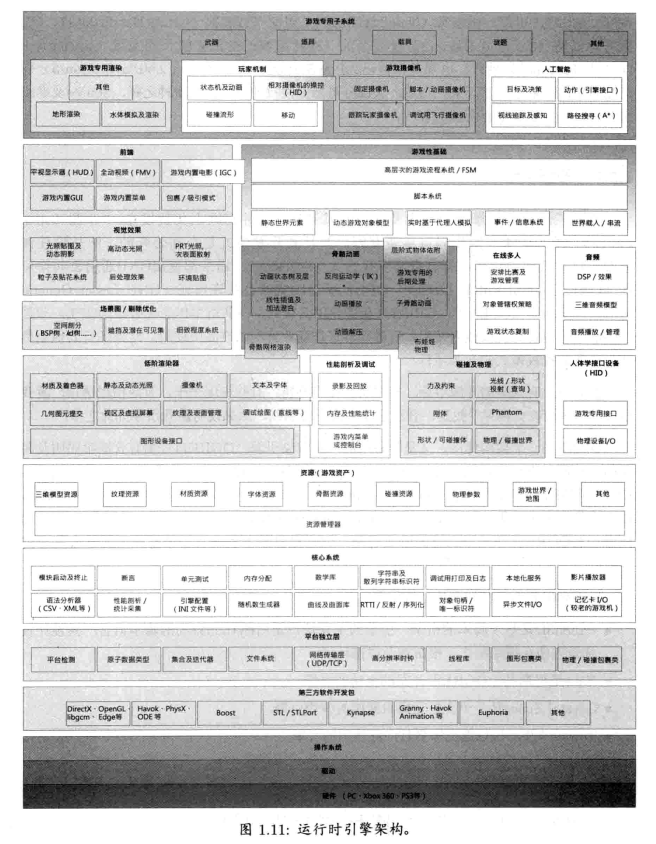 游戏专用子系统
武器
道具
载具
谜题
其他
游戏专用渲染
其他
地形渲染
水体模拟及渲染
玩家机制
状态机及动画
相对摄像机的操控
(HID)
碰撞流形
移动
游戏摄像机
固定摄像机
脚本/动画摄像机
跟踪玩家摄像机
调试用飞行摄像机
人工智能
目标及决策
动作(引擎接口)
视线追踪及感知
路径搜寻(A*)
前端
平视显示器(HUD)
全动视频(FMV)
游戏内置电影(IGC)
游戏内置GUI
游戏内置菜单
包裹/吸引模式
游戏性基础
高层次的游戏流程系统/FSM
脚本系统
静态世界元素
动态游戏对象模型
实时基于代理人模拟
事件/信息系统
世界载入/串流
视觉效果
光照贴图及
动态阴影
高动态光照
PRT光照,
次表面散射
粒子及贴花系统
后处理效果
环境贴图
骨骼动画
层阶式物体依附
动画状态树及层
反向运动学(IK)
游戏专用的
后期处理
线性插值及
加法混合
动画播放
子骨骼动画
动画解压
骨骼网格渲染
布娃娃
物理
在线多人
安排比赛及
游戏管理
对象管辖权策略
游戏状态复制
音频
DSP/效果
三维音频模型
音频播放/管理
场景图/剔除优化
空间剖分
(BSP树、kd树……)
遮挡及潜在可见集
细致程度系统
低阶渲染器
材质及着色器
静态及动态光照
摄像机
文本及字体
几何图元提交
视区及虚拟屏幕
纹理及表面管理
调试绘图(直线等)
图形设备接口
性能剖析及调试
录影及回放
内存及性能统计
游戏内菜单
或控制台
碰撞及物理
力及约束
光线/形状
投射(查询)
刚体
Phantom
形状/可碰撞体
物理/碰撞世界
人体学接口设备
(HID)
游戏专用接口
物理设备I/O
资源(游戏资产)
三维模型资源
纹理资源
材质资源
字体资源
骨骼资源
碰撞资源
物理参数
游戏世界/
地图
其他
资源管理器
核心系统
模块启动及终止
断言
单元测试
内存分配
数学库
字符串及
散列字符串标识符
调试用打印及日志
本地化服务
影片播放器
语法分析器
(CSV、XML等)
性能剖析/
统计采集
引擎配置
(INI文件等)
随机数生成器
曲线及曲面库
RTTI/反射/序列化
对象句柄/
唯一标识符
异步文件I/O
记忆卡I/O
(较老的游戏机)
平台独立层
平台检测
原子数据类型
集合及迭代器
文件系统
网络传输层
(UDP/TCP)
高分辨率时钟
线程库
图形包裹类
物理/碰撞包裹类
第三方软件开发包
DirectX、OpenGL、
libgcm、Edge等
Havok、PhysX、
ODE等
Boost
STL/STLPort
Kynapse
Granny、Havok
Animation 等
Euphoria
其他
操作系统
驱动
硬件(PC、Xbox 360、PS3等)
图 1.11: 运行时引擎架构。